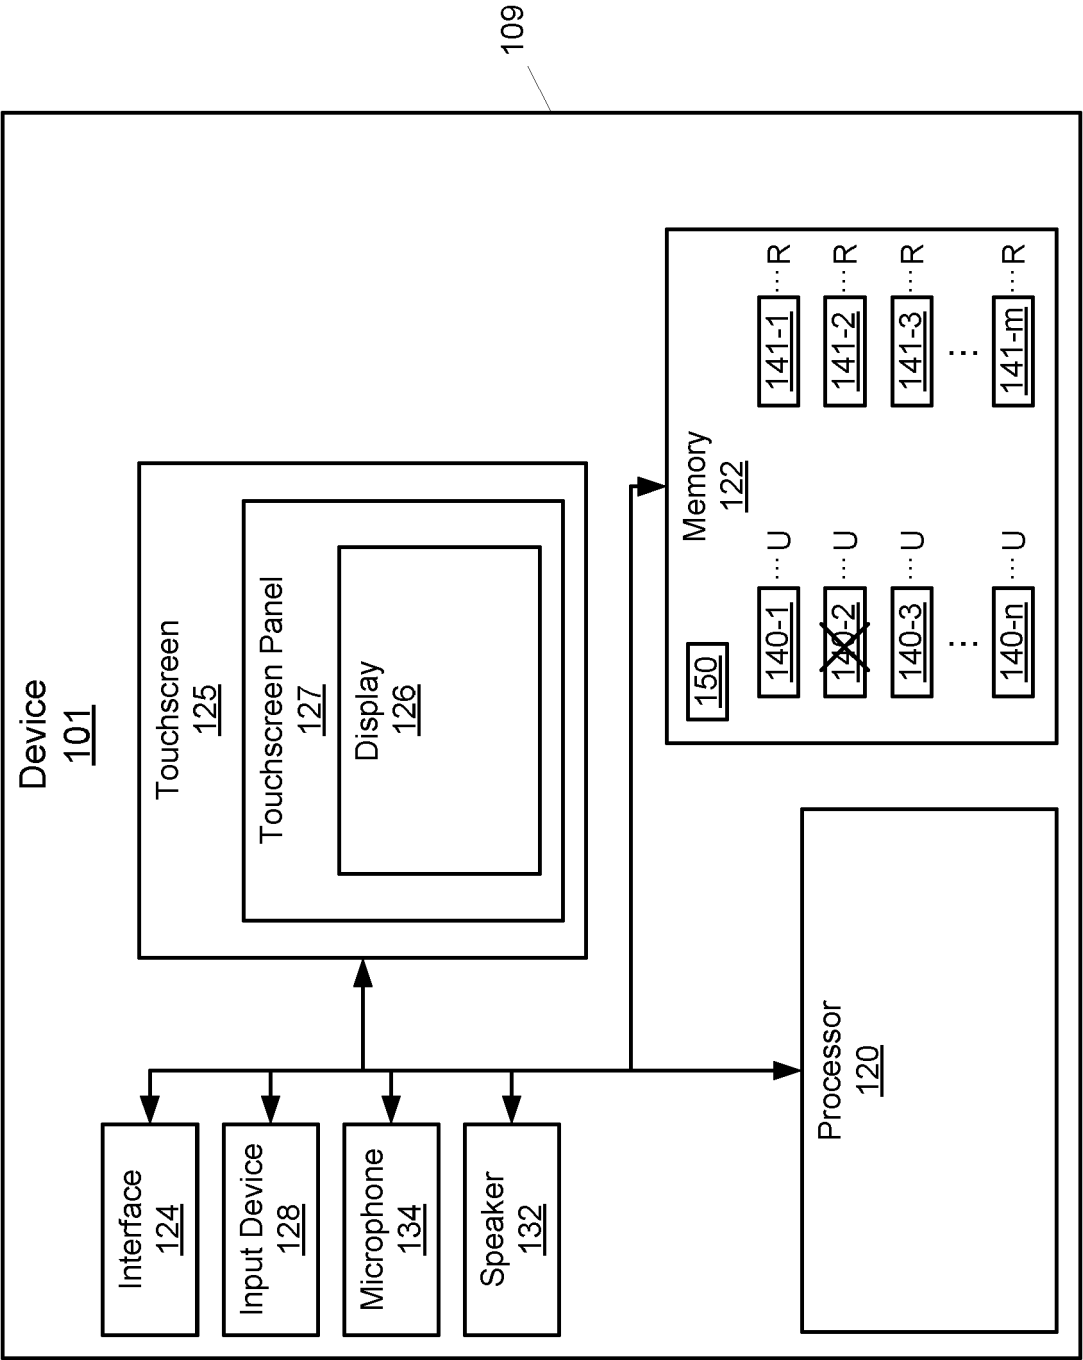 109
Device
101
Interface
124
Input Device
128
Microphone
134
Speaker
132
Touchscreen
125
Touchscreen Panel
127
Display
126
Processor
120
Memory
122
150
140-1 ...U 141-1 ...R
140-2 ...U 141-2 ...R
140-3 ...U 141-3 ...R
... ...
140-n ...U 141-m ...R